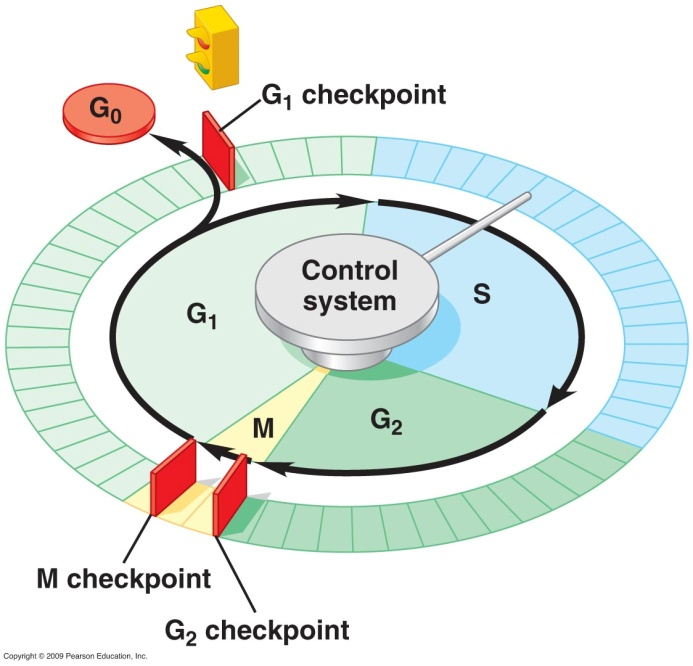 G₁ checkpoint
G₀
Control
system
S
G₁
G₂
M
M checkpoint
G₂ checkpoint
Copyright © 2009 Pearson Education, Inc.